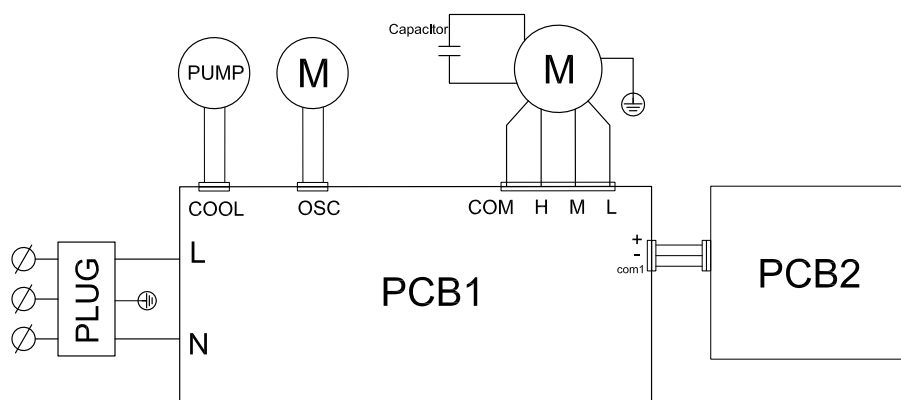 Capacitor
PUMP
M
M
COOL
OSC
COM H M L
L
PLUG
N
PCB1
+
-
com1
PCB2